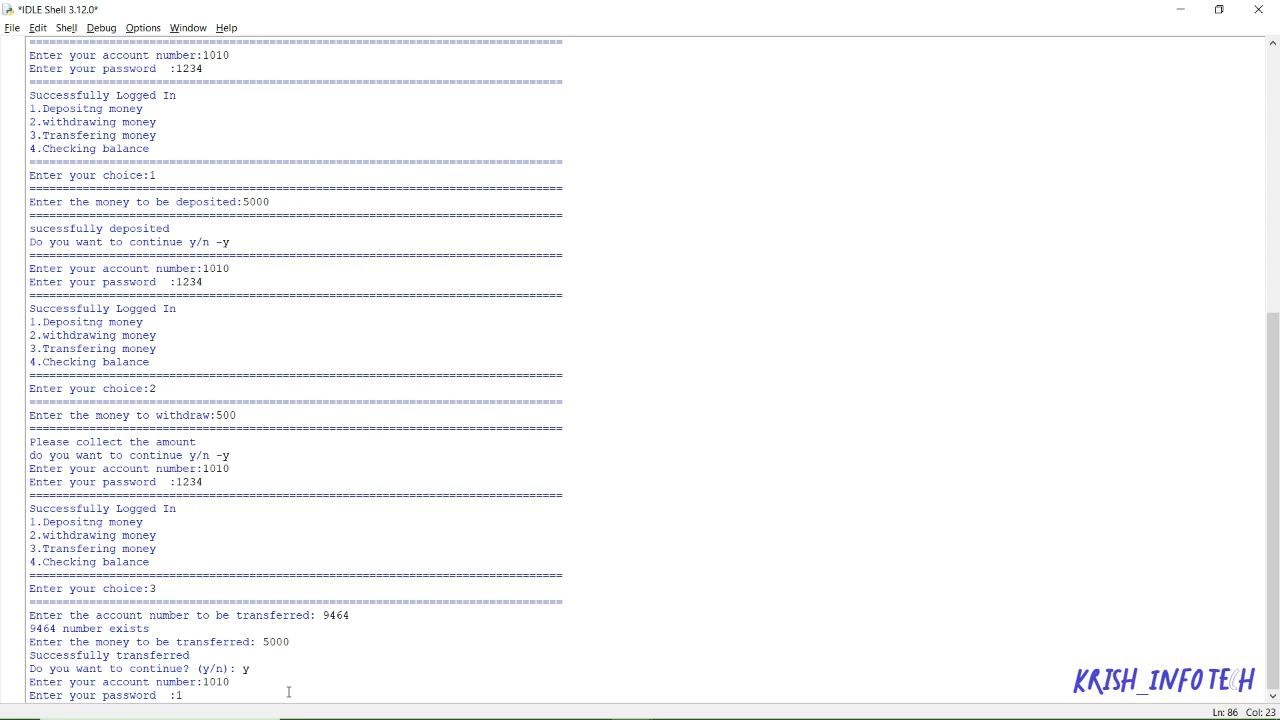 *IDLE Shell 3.12.0*
File Edit Shell Debug Options Window Help
================================================================================
Enter your account number:1010
Enter your password  :1234
================================================================================
Successfully Logged In
1.Depositng money
2.withdrawing money
3.Transfering money
4.Checking balance
================================================================================
Enter your choice:1
================================================================================
Enter the money to be deposited:5000
================================================================================
sucessfully deposited
Do you want to continue y/n -y
================================================================================
Enter your account number:1010
Enter your password  :1234
================================================================================
Successfully Logged In
1.Depositng money
2.withdrawing money
3.Transfering money
4.Checking balance
================================================================================
Enter your choice:2
================================================================================
Enter the money to withdraw:500
================================================================================
Please collect the amount
do you want to continue y/n -y
Enter your account number:1010
Enter your password  :1234
================================================================================
Successfully Logged In
1.Depositng money
2.withdrawing money
3.Transfering money
4.Checking balance
================================================================================
Enter your choice:3
================================================================================
Enter the account number to be transferred: 9464
9464 number exists
Enter the money to be transferred: 5000
Successfully transferred
Do you want to continue? (y/n): y
Enter your account number:1010
Enter your password  :1
KRISH_INFOTECH
Ln: 86 Col: 23